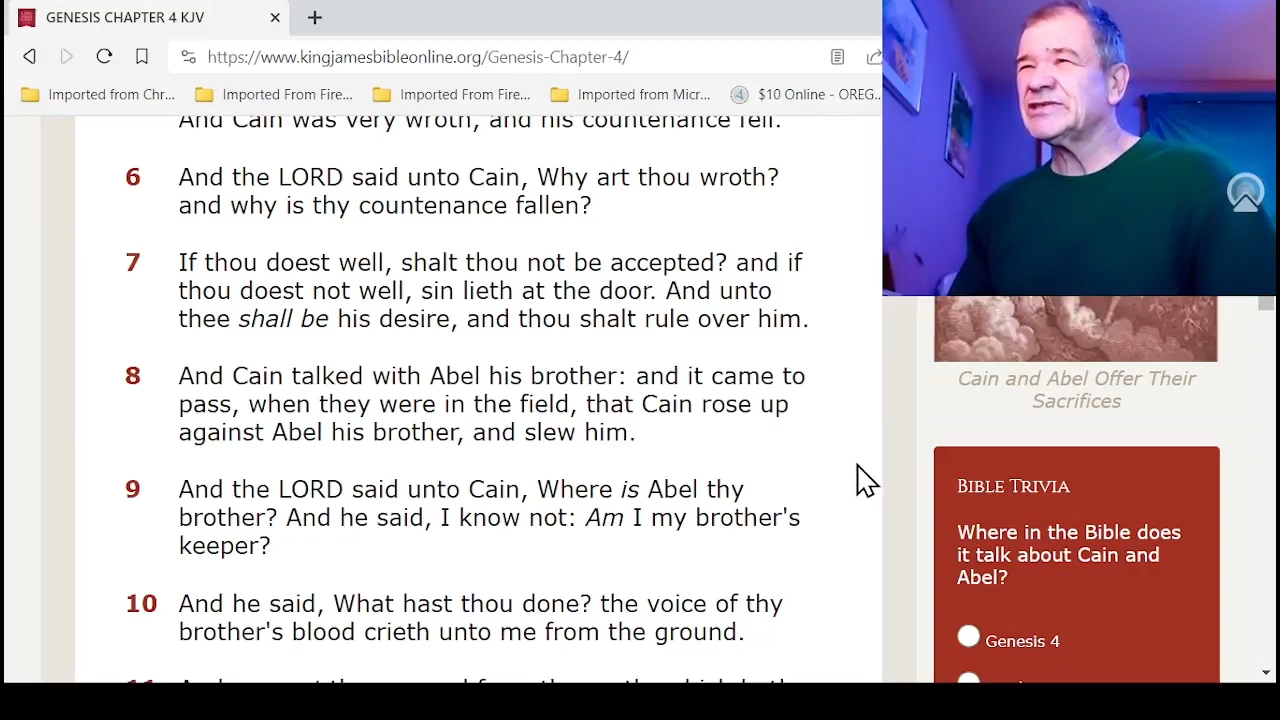 GENESIS CHAPTER 4 KJV
https://www.kingjamesbibleonline.org/Genesis-Chapter-4/
Imported from Chr...
Imported From Fire...
Imported From Fire...
Imported from Micr...
$10 Online - OREG...
And Cain was very wroth, and his countenance fell.
6 And the LORD said unto Cain, Why art thou wroth?
and why is thy countenance fallen?
7 If thou doest well, shalt thou not be accepted? and if
thou doest not well, sin lieth at the door. And unto
thee shall be his desire, and thou shalt rule over him.
8 And Cain talked with Abel his brother: and it came to
pass, when they were in the field, that Cain rose up
against Abel his brother, and slew him.
9 And the LORD said unto Cain, Where is Abel thy
brother? And he said, I know not: Am I my brother's
keeper?
10 And he said, What hast thou done? the voice of thy
brother's blood crieth unto me from the ground.
Cain and Abel Offer Their
Sacrifices
BIBLE TRIVIA
Where in the Bible does
it talk about Cain and
Abel?
Genesis 4